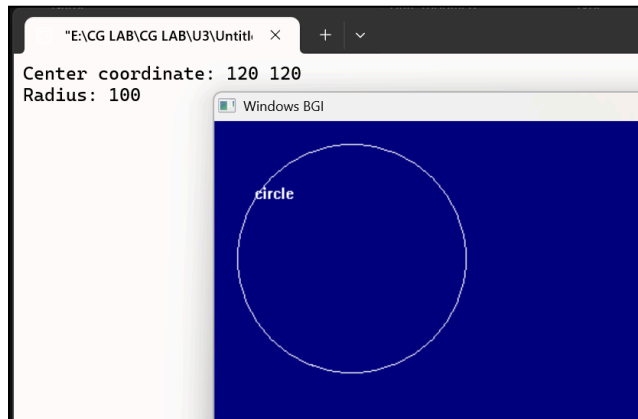 "E:\CG LAB\CG LAB\U3\Untitl
Center coordinate: 120 120
Radius: 100
Windows BGI
circle